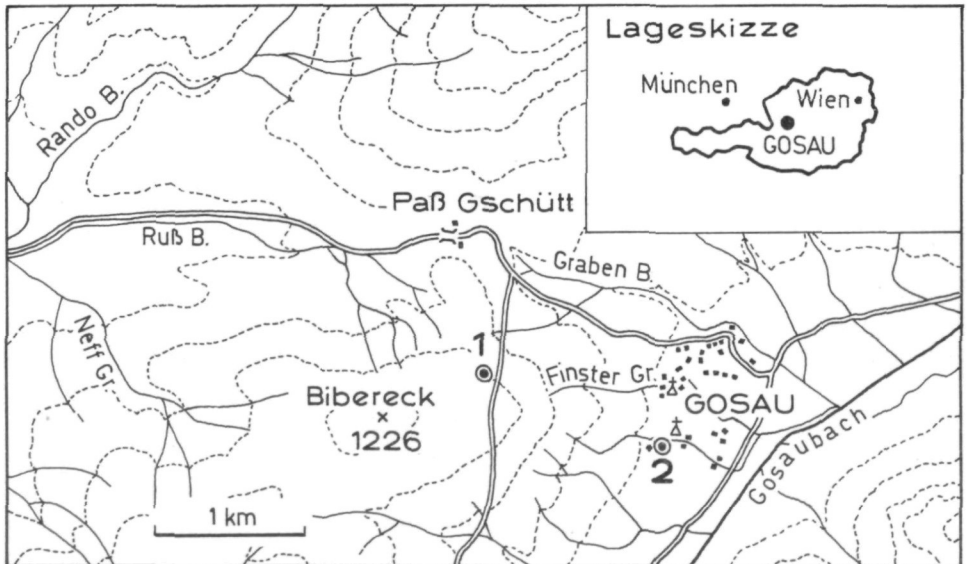 Lageskizze
München
Wien
GOSAU
Rando B.
Paß Gschütt
Ruß B.
Graben B.
Neff Gr.
1
Finster Gr.
Bibereck
1226
GOSAU
2
Gosaubach
1 km